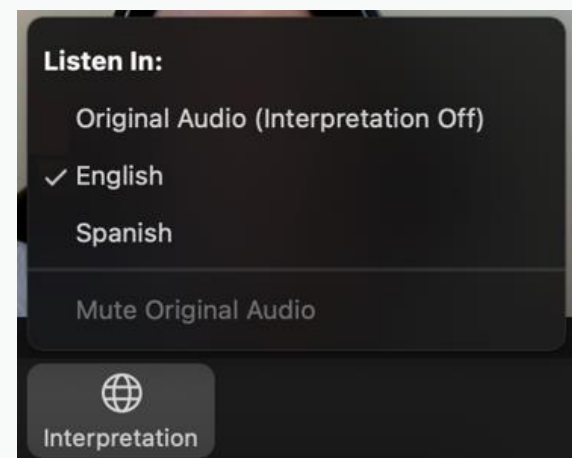 Listen In:
Original Audio (Interpretation Off)
✓ English
Spanish
Mute Original Audio
Interpretation